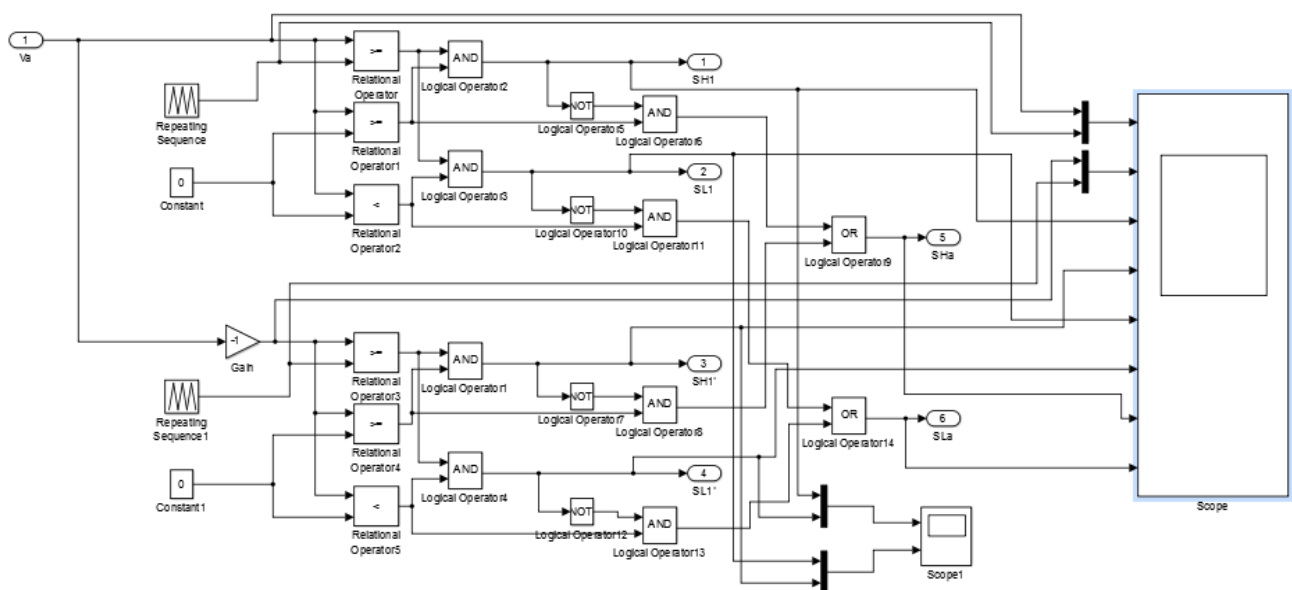 1
Va
>=
Relational
Operator
AND
Logical Operator2
1
SH1
Repeating
Sequence
>=
Relational
Operator1
NOT
Logical Operator5
AND
Logical Operator6
0
Constant
<
Relational
Operator2
AND
Logical Operator3
2
SL1
NOT
Logical Operator10
AND
Logical Operator11
OR
Logical Operator9
5
SHa
-1
Gain
>=
Relational
Operator3
AND
Logical Operator1
3
SH1'
Repeating
Sequence1
>=
Relational
Operator4
NOT
Logical Operator7
AND
Logical Operator8
OR
Logical Operator14
6
SLa
0
Constant1
<
Relational
Operator5
AND
Logical Operator4
4
SL1'
NOT
Logical Operator12
AND
Logical Operator13
Scope
Scope1